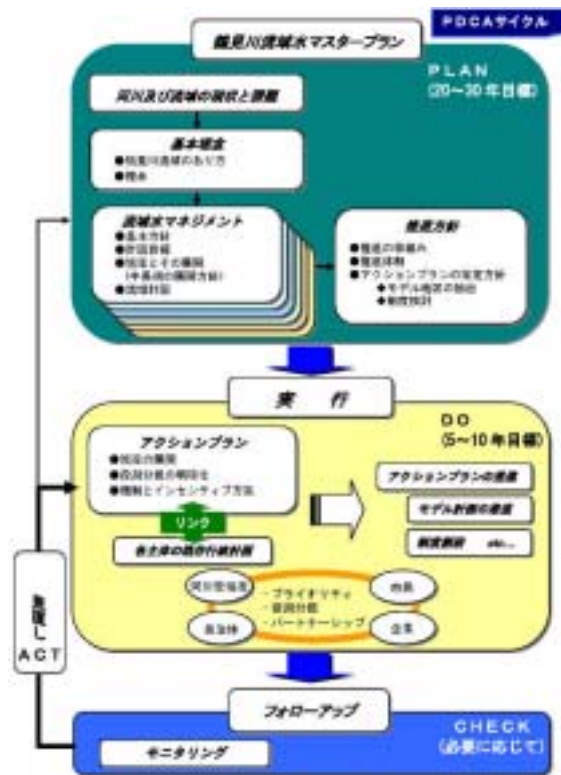 PDCAサイクル
鶴見川流域水マスタープラン
PLAN
(20～30年目標)
河川及び流域の現状と課題
基本理念
●鶴見川流域のあり方
●理念
流域水マネジメント
●基本方針
●計画目標
●施策とその展開
●流域計画
推進方針
●推進の枠組み
●推進体制
●アクションプランの策定方針
◆モデル地区の抽出
◆制度検討
実 行
DO
(5～10年目標)
アクションプラン
●施策の展開
●役割分担の明確化
●規制とインセンティブ方策
リンク
各主体の既存行政計画
アクションプランの推進
モデル計画の推進
制度創設 etc…
河川管理者
市民
自治体
企業
・プライオリティ
・役割分担
・パートナーシップ
見直し
ACT
フォローアップ
CHECK
(必要に応じて)
モニタリング